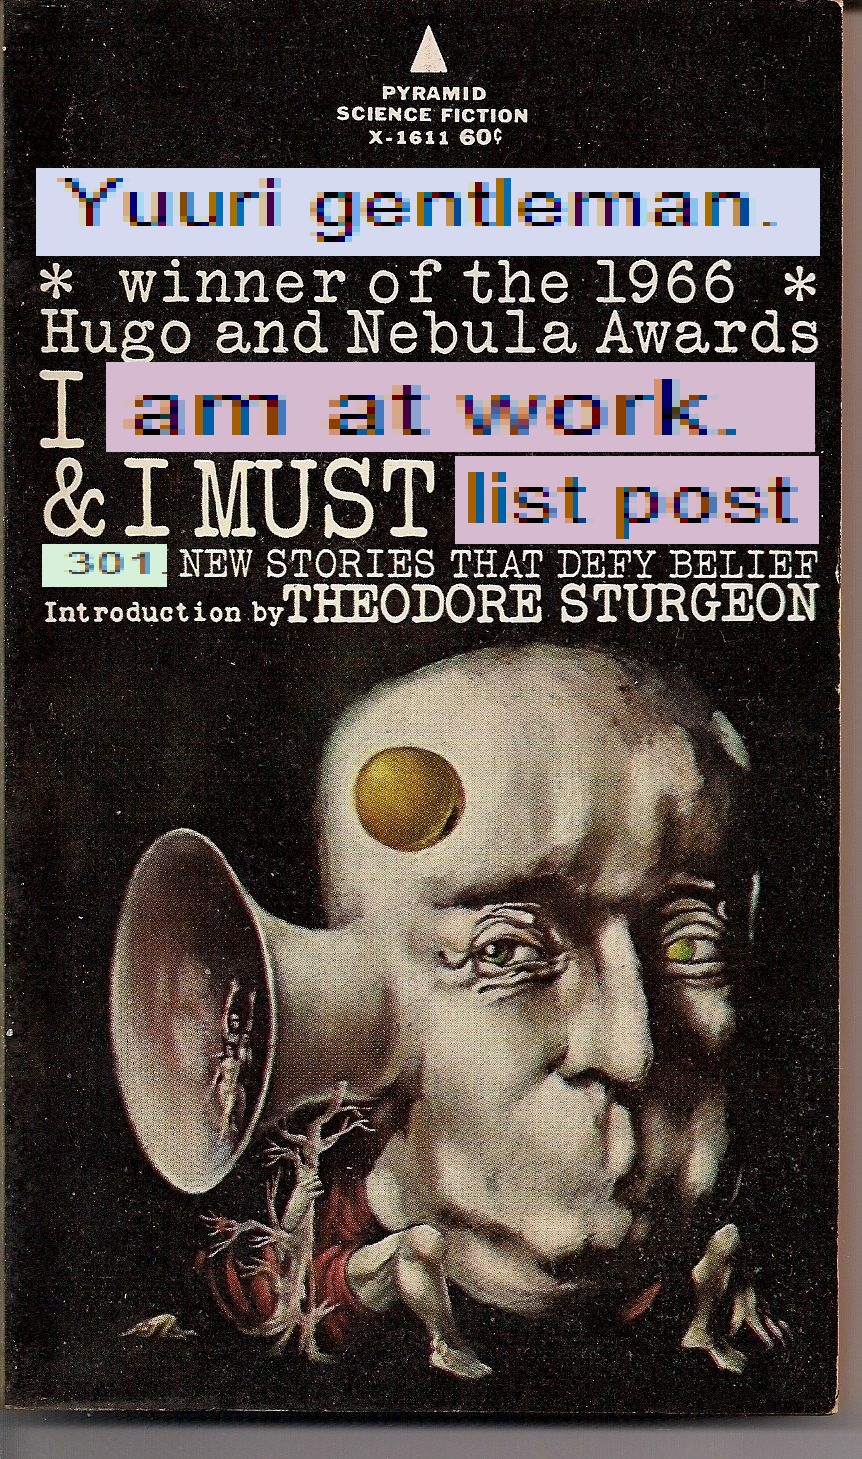 PYRAMID
SCIENCE FICTION
X-1611 60¢
Yuuri gentleman.
* winner of the 1966 *
Hugo and Nebula Awards
I am at work.
& I MUST list post
301. NEW STORIES THAT DEFY BELIEF
Introduction by THEODORE STURGEON